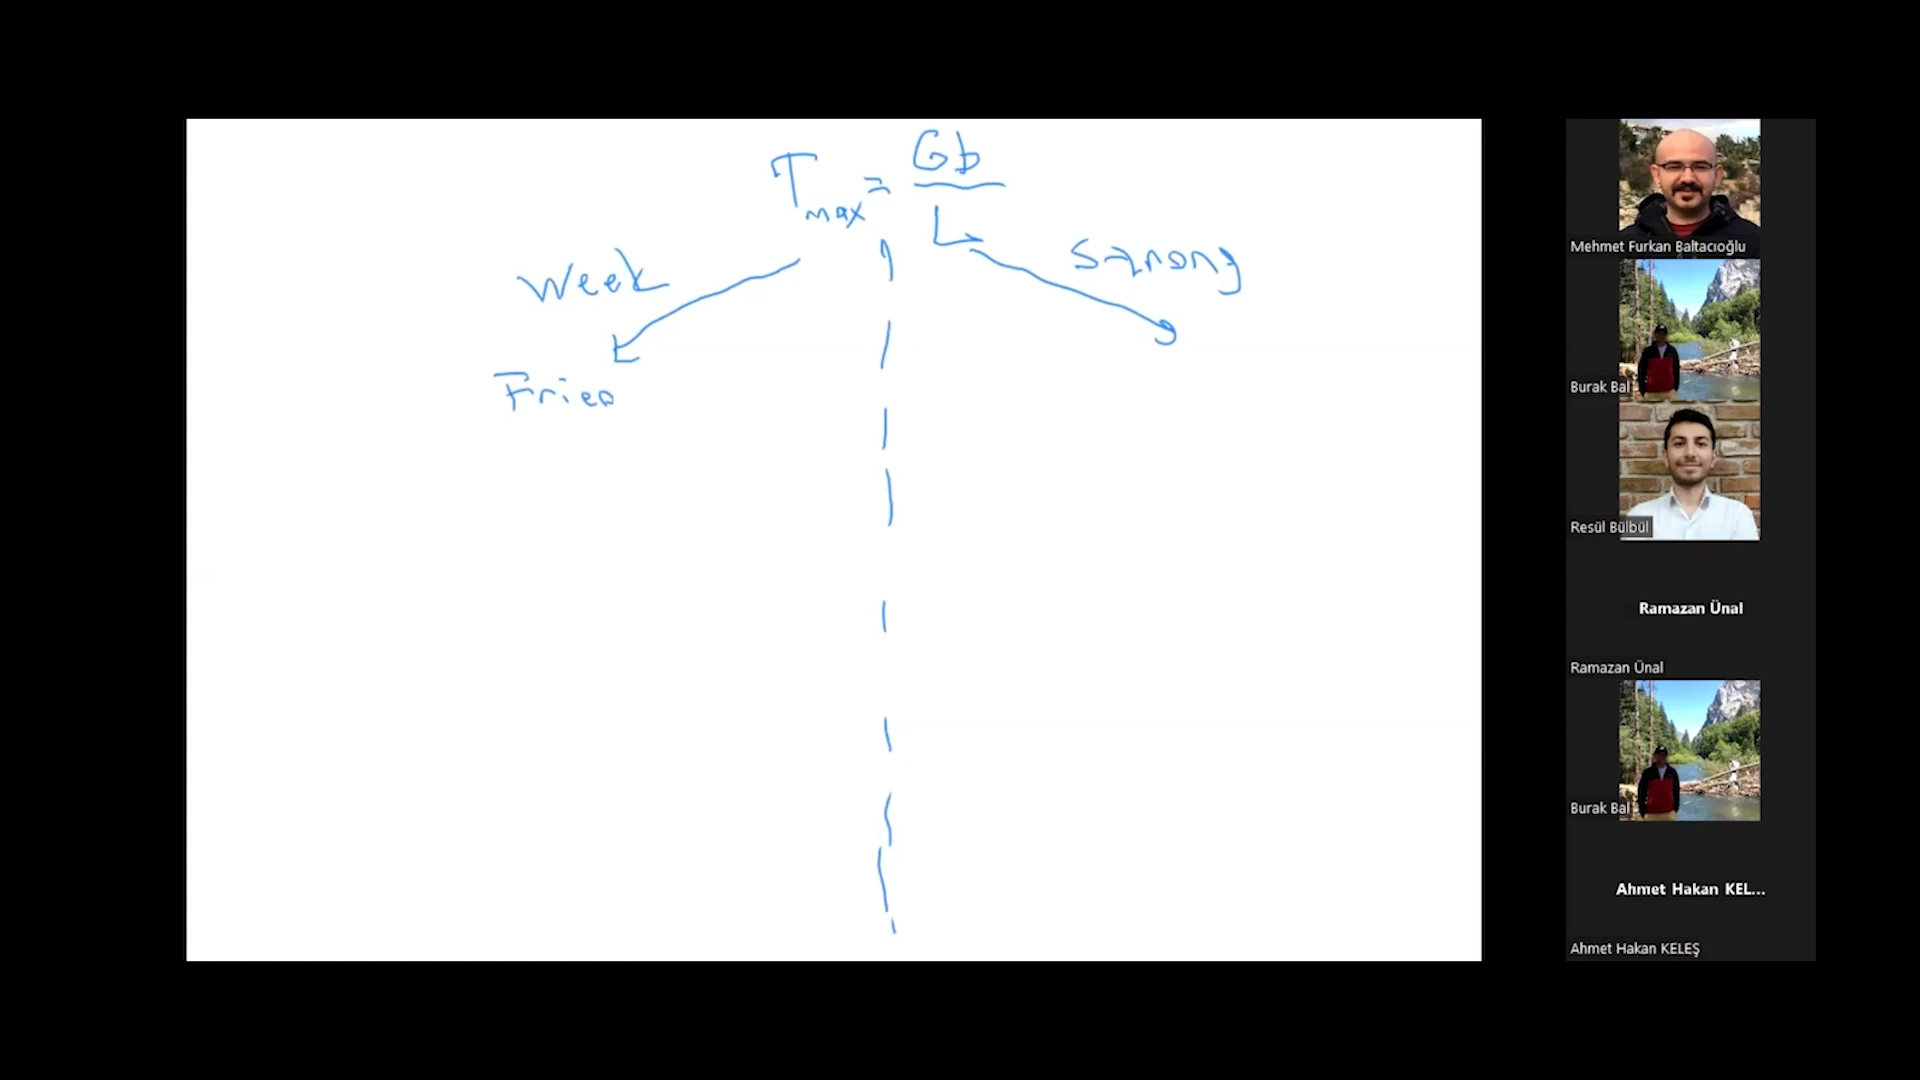 T max = Gb
L
Week
Strong
Fried
Mehmet Furkan Baltacıoğlu
Burak Bal
Resül Bülbül
Ramazan Ünal
Ramazan Ünal
Burak Bal
Ahmet Hakan KEL...
Ahmet Hakan KELEŞ